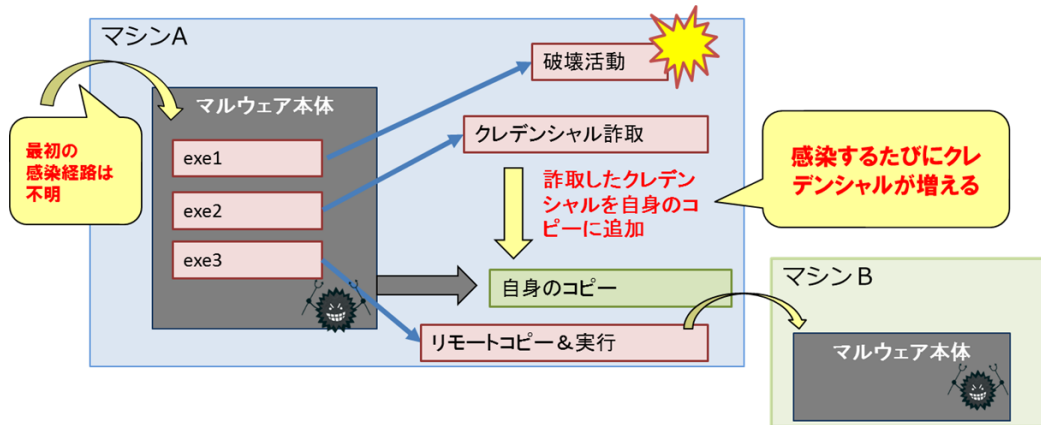 マシンA
破壊活動
マルウェア本体
クレデンシャル詐取
exe1
最初の
感染経路は
不明
感染するたびにクレ
デンシャルが増える
詐取したクレデン
シャルを自身のコ
ピーに追加
exe2
exe3
マシンB
自身のコピー
リモートコピー＆実行
マルウェア本体